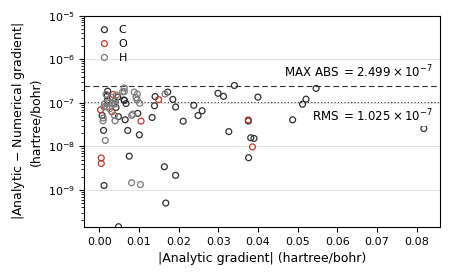 10⁻⁵
10⁻⁶
10⁻⁷
10⁻⁸
10⁻⁹
|Analytic − Numerical gradient|
(hartree/bohr)
C
O
H
MAX ABS = 2.499 × 10⁻⁷
RMS = 1.025 × 10⁻⁷
0.00 0.01 0.02 0.03 0.04 0.05 0.06 0.07 0.08
|Analytic gradient| (hartree/bohr)